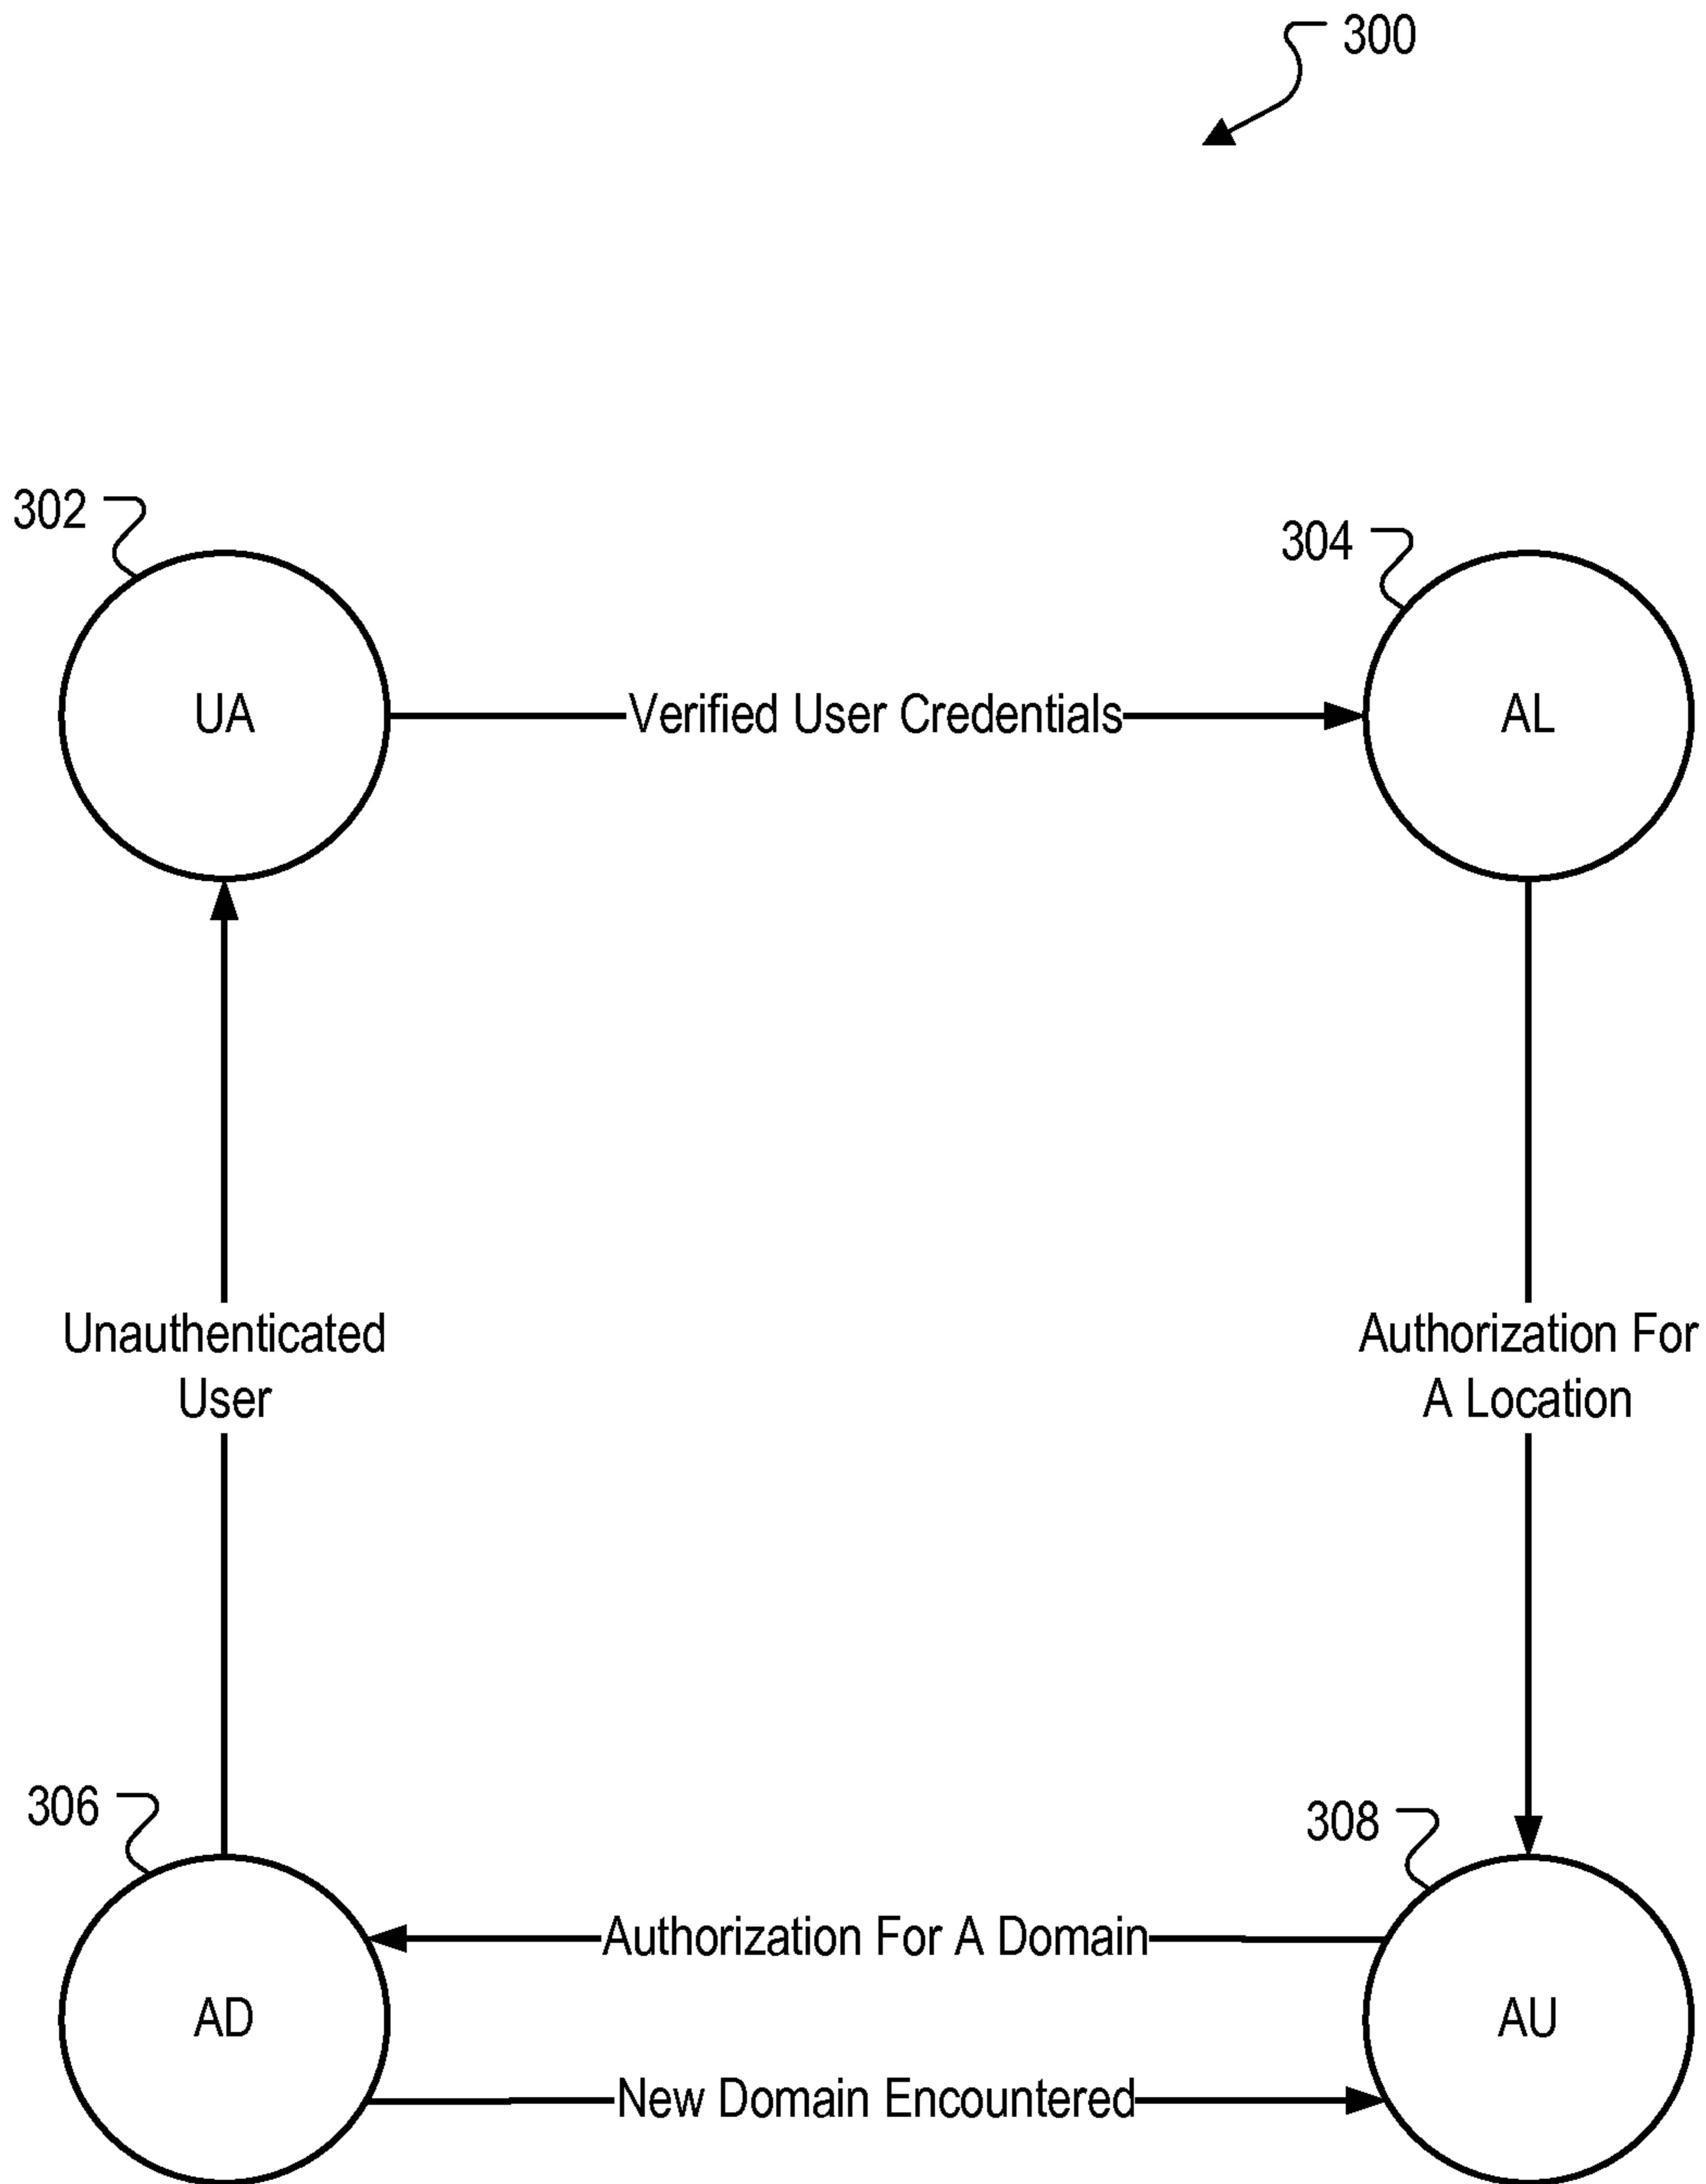 300
302
304
UA
Verified User Credentials
AL
Unauthenticated
User
Authorization For
A Location
306
308
Authorization For A Domain
AD
AU
New Domain Encountered